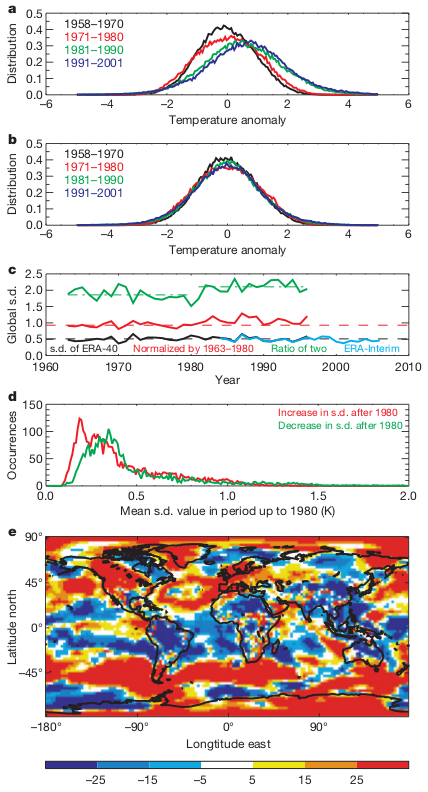 a
0.5
0.4
0.3
0.2
0.1
0.0
Distribution
1958–1970
1971–1980
1981–1990
1991–2001
−6 −4 −2 0 2 4 6
Temperature anomaly
b
0.5
0.4
0.3
0.2
0.1
0.0
Distribution
1958–1970
1971–1980
1981–1990
1991–2001
−6 −4 −2 0 2 4 6
Temperature anomaly
c
2.5
2.0
1.5
1.0
0.5
0.0
Global s.d.
s.d. of ERA-40 Normalized by 1963–1980 Ratio of two ERA-Interim
1960 1970 1980 1990 2000 2010
Year
d
150
100
50
0
Occurrences
Increase in s.d. after 1980
Decrease in s.d. after 1980
0.0 0.5 1.0 1.5 2.0
Mean s.d. value in period up to 1980 (K)
e
90°
45°
0°
−45°
Latitude north
−180° −90° 0° 90°
Longtitude east
−25 −15 −5 5 15 25